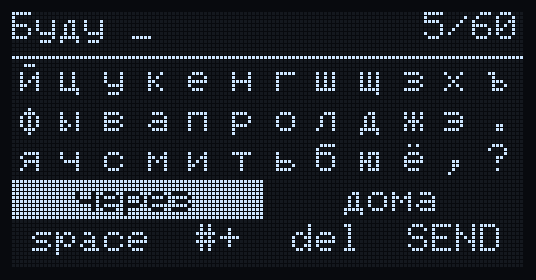 Буду _ 5/60
й ц у к е н г ш щ з х ъ
ф ы в а п р о л д ж э .
я ч с м и т ь б ю ё , ?
через дома
space #+ del SEND